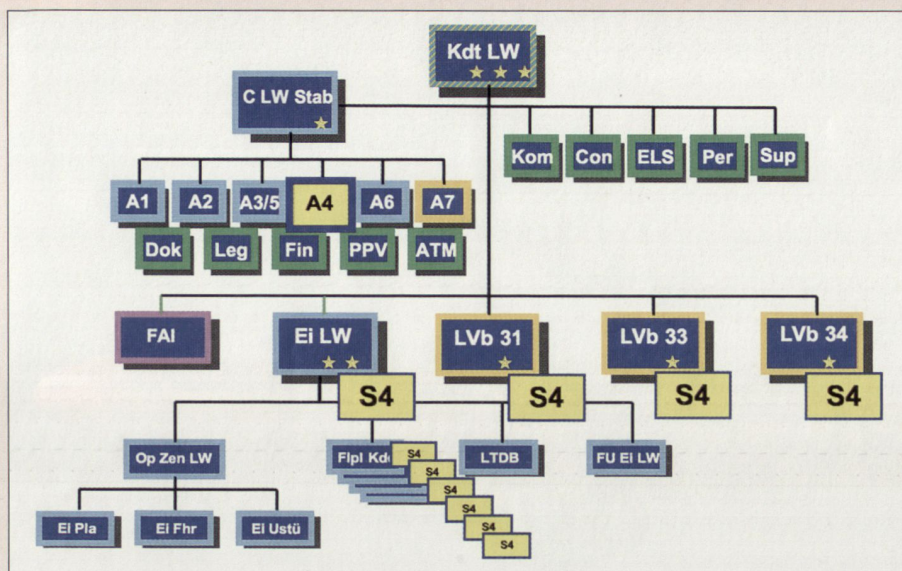 Kdt LW
C LW Stab
Kom Con ELS Per Sup
A1 A2 A3/5 A4 A6 A7
Dok Leg Fin PPV ATM
FAI Ei LW LVb 31 LVb 33 LVb 34
S4 S4 S4 S4
Op Zen LW Flpl Kdo LTDB FU Ei LW
S4
S4
S4
S4
S4
S4
Ei Pla Ei Fhr Ei Ustü